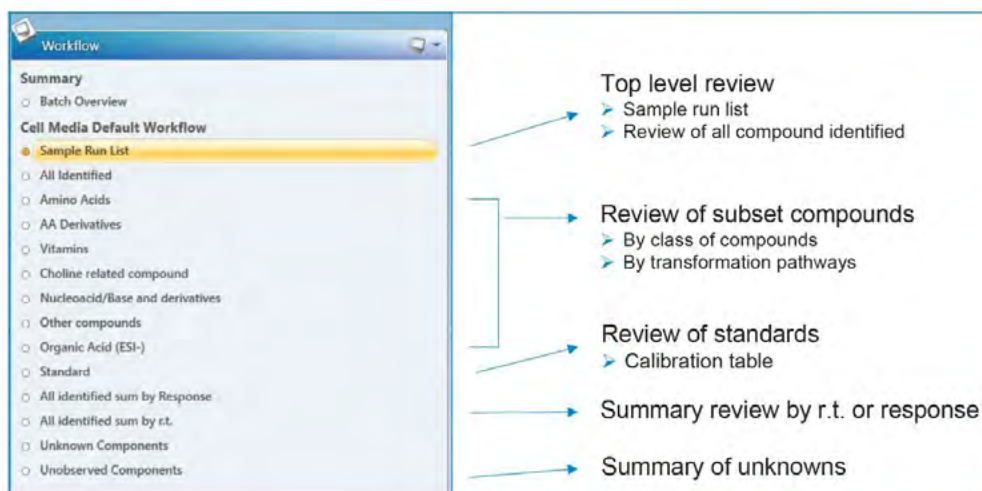 Workflow
Summary
Batch Overview
Cell Media Default Workflow
Sample Run List
All Identified
Amino Acids
AA Derivatives
Vitamins
Choline related compound
Nucleoacid/Base and derivatives
Other compounds
Organic Acid (ESI-)
Standard
All identified sum by Response
All identified sum by r.t.
Unknown Components
Unobserved Components
Top level review
Sample run list
Review of all compound identified
Review of subset compounds
By class of compounds
By transformation pathways
Review of standards
Calibration table
Summary review by r.t. or response
Summary of unknowns